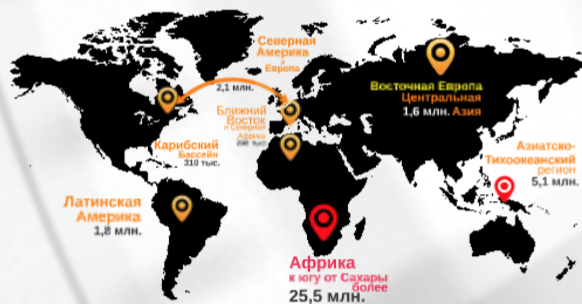 Северная
Америка
и
Европа
2,1 млн.
Восточная Европа
Центральная
1,6 млн. Азия
Ближний
Восток
и Северная
Африка
тыс.
Карибский
Бассейн
310 тыс.
Азиатско-
Тихоокеанский
регион
5,1 млн.
Латинская
Америка
1,8 млн.
Африка
к югу от Сахары
более
25,5 млн.